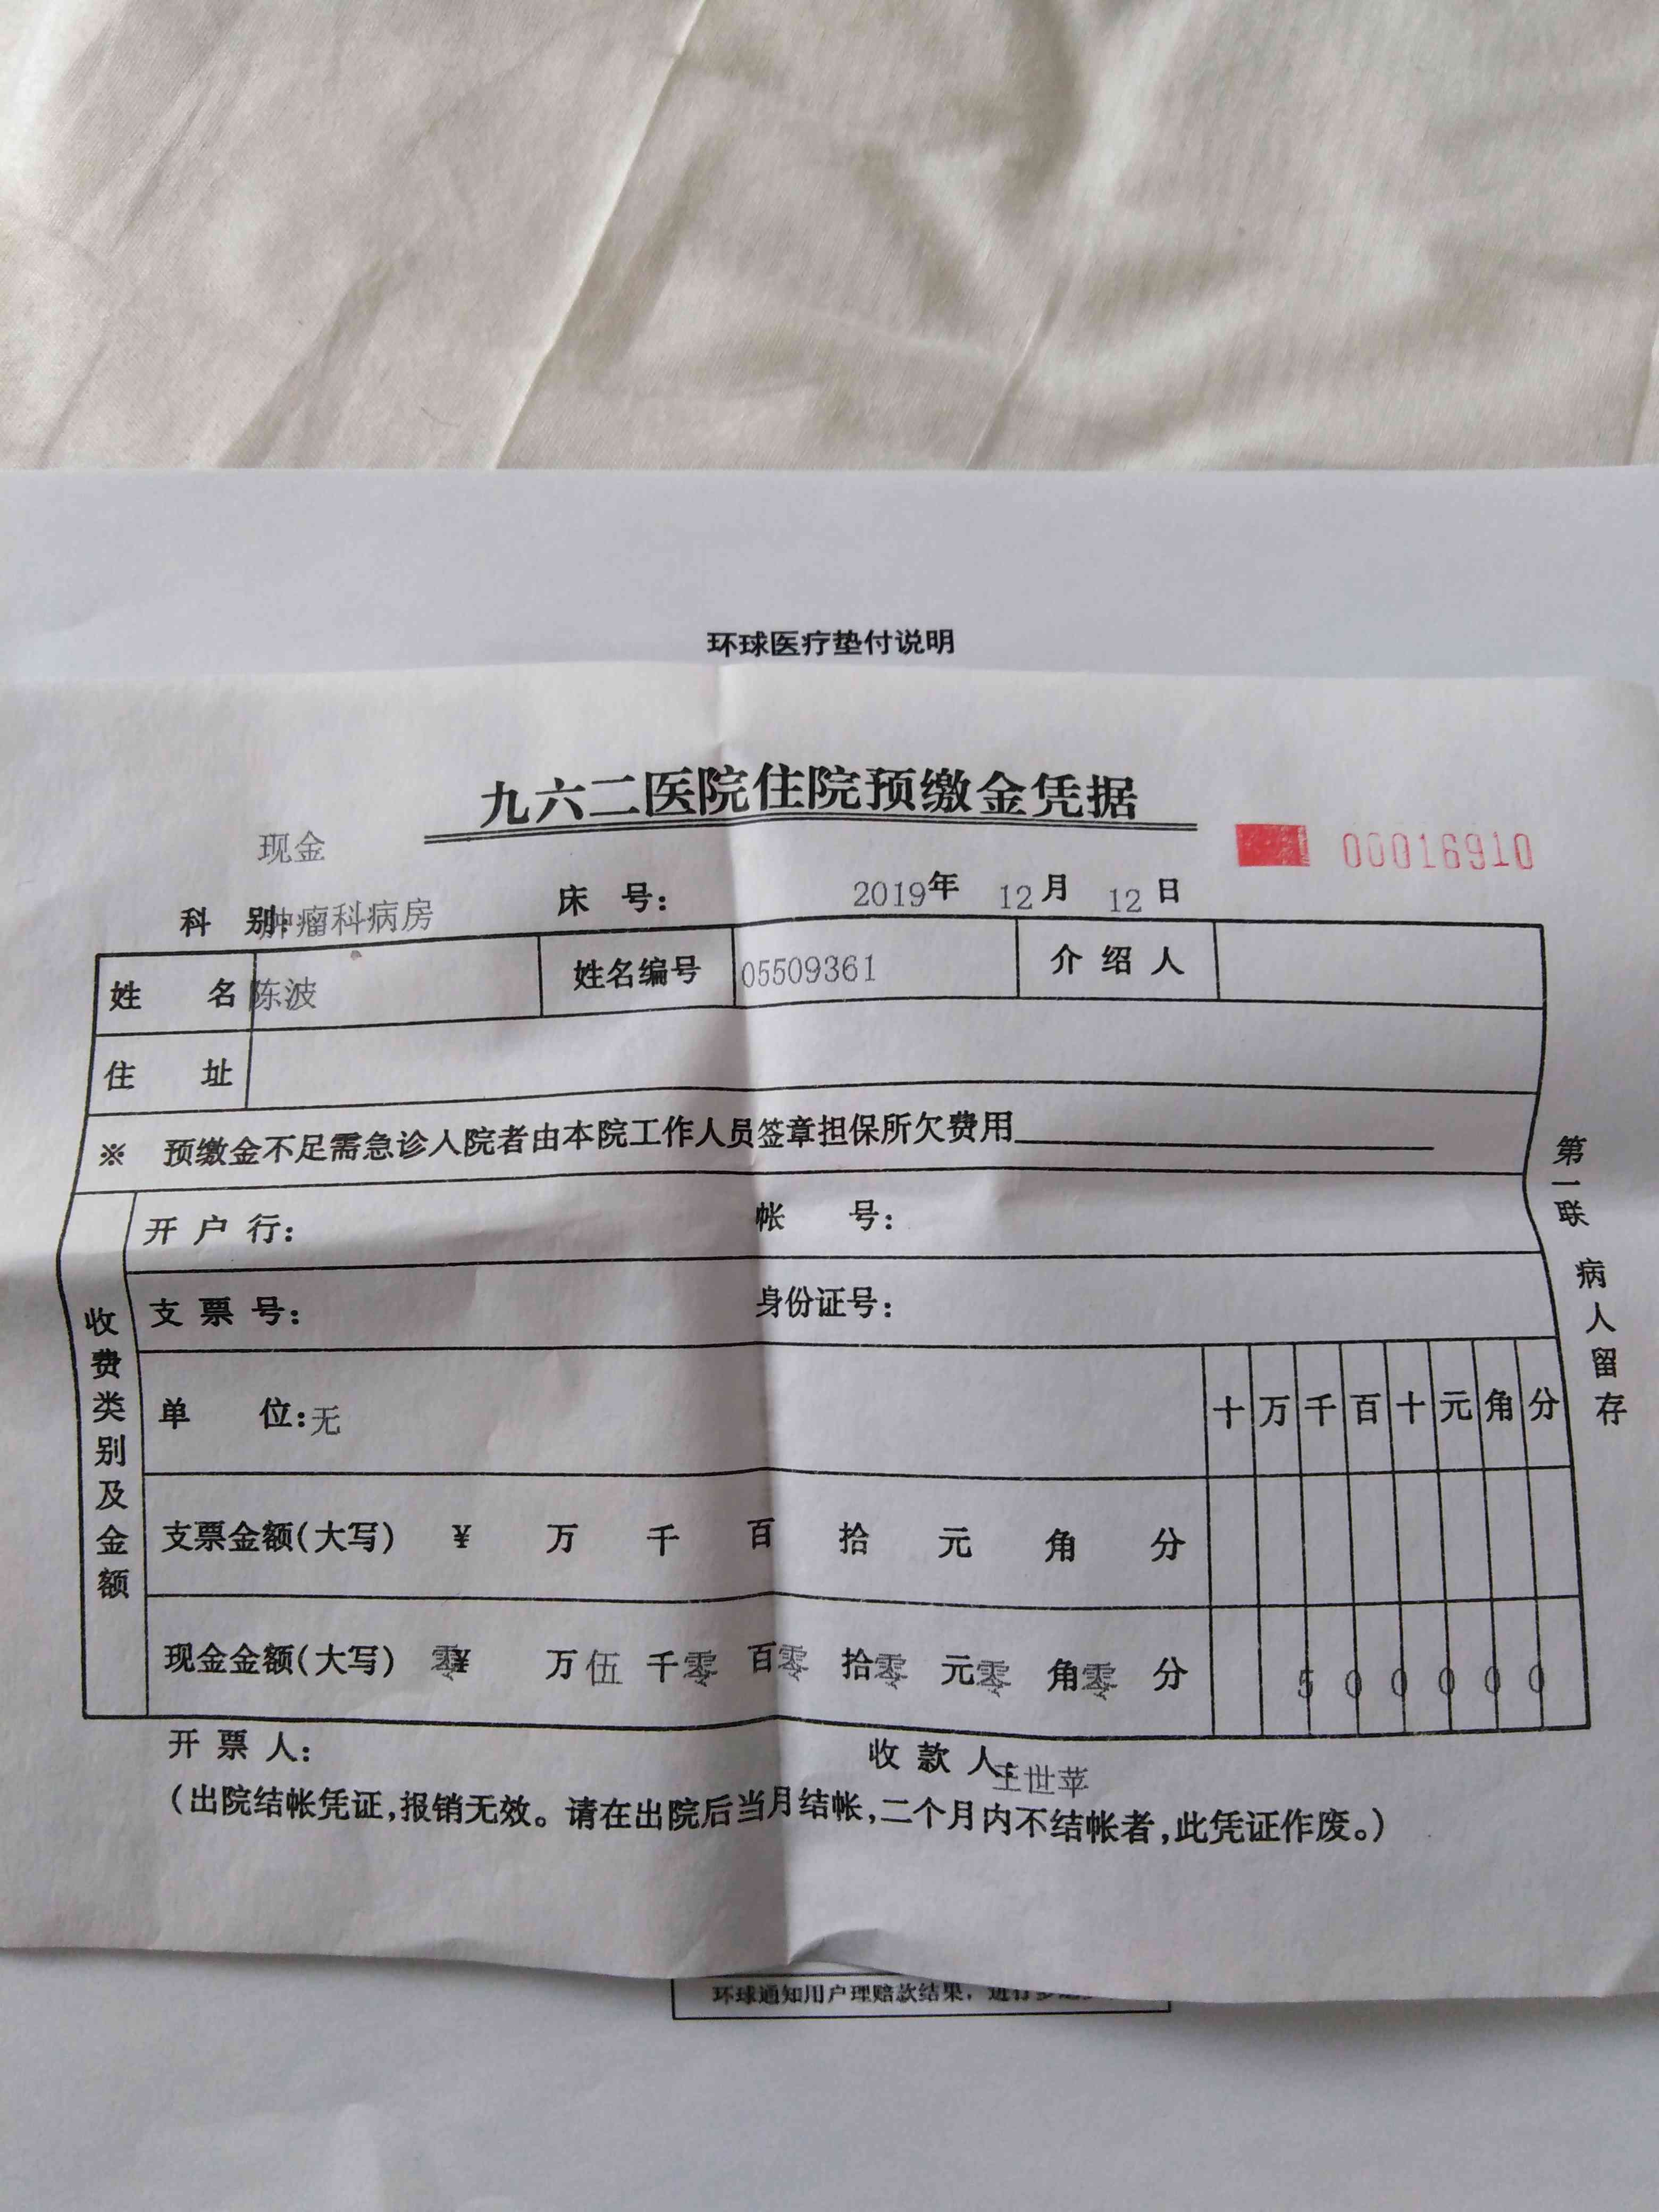 环球医疗垫付说明
九六二医院住院预缴金凭据
现金
00016910
科 别: 肿瘤科病房 床 号: 2019年 12月 12日
姓 名 陈波 姓名编号 05509361 介绍人
住 址
※ 预缴金不足需急诊入院者由本院工作人员签章担保所欠费用
收费类别及金额
开户行: 帐 号:
支票号: 身份证号:
单 位:无 十 万 千 百 十 元 角 分
支票金额(大写) ¥ 万 千 百 拾 元 角 分
现金金额(大写) 零¥ 万伍 千零 百零 拾零 元零 角零 分 5 0 0 0 0 0
第一联 病人留存
开票人: 收款人: 王世苹
(出院结帐凭证,报销无效。请在出院后当月结帐,二个月内不结帐者,此凭证作废。)
环球通知用户理赔款结果,进行